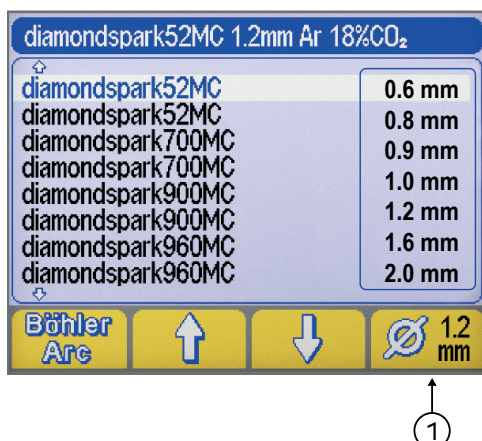 diamondspark52MC 1.2mm Ar 18%CO₂
diamondspark52MC
diamondspark52MC
diamondspark700MC
diamondspark700MC
diamondspark900MC
diamondspark900MC
diamondspark960MC
diamondspark960MC
0.6 mm
0.8 mm
0.9 mm
1.0 mm
1.2 mm
1.6 mm
2.0 mm
Böhler
Arc
1.2
mm
1